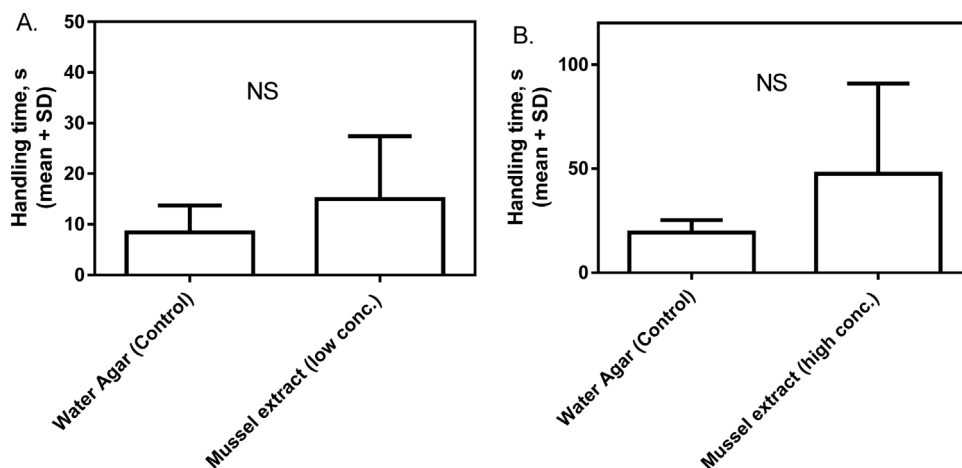 A.
Handling time, s
(mean + SD)
50
40
30
20
10
0
NS
Water Agar (Control)
Mussel extract (low conc.)
B.
Handling time, s
(mean + SD)
100
50
0
NS
Water Agar (Control)
Mussel extract (high conc.)